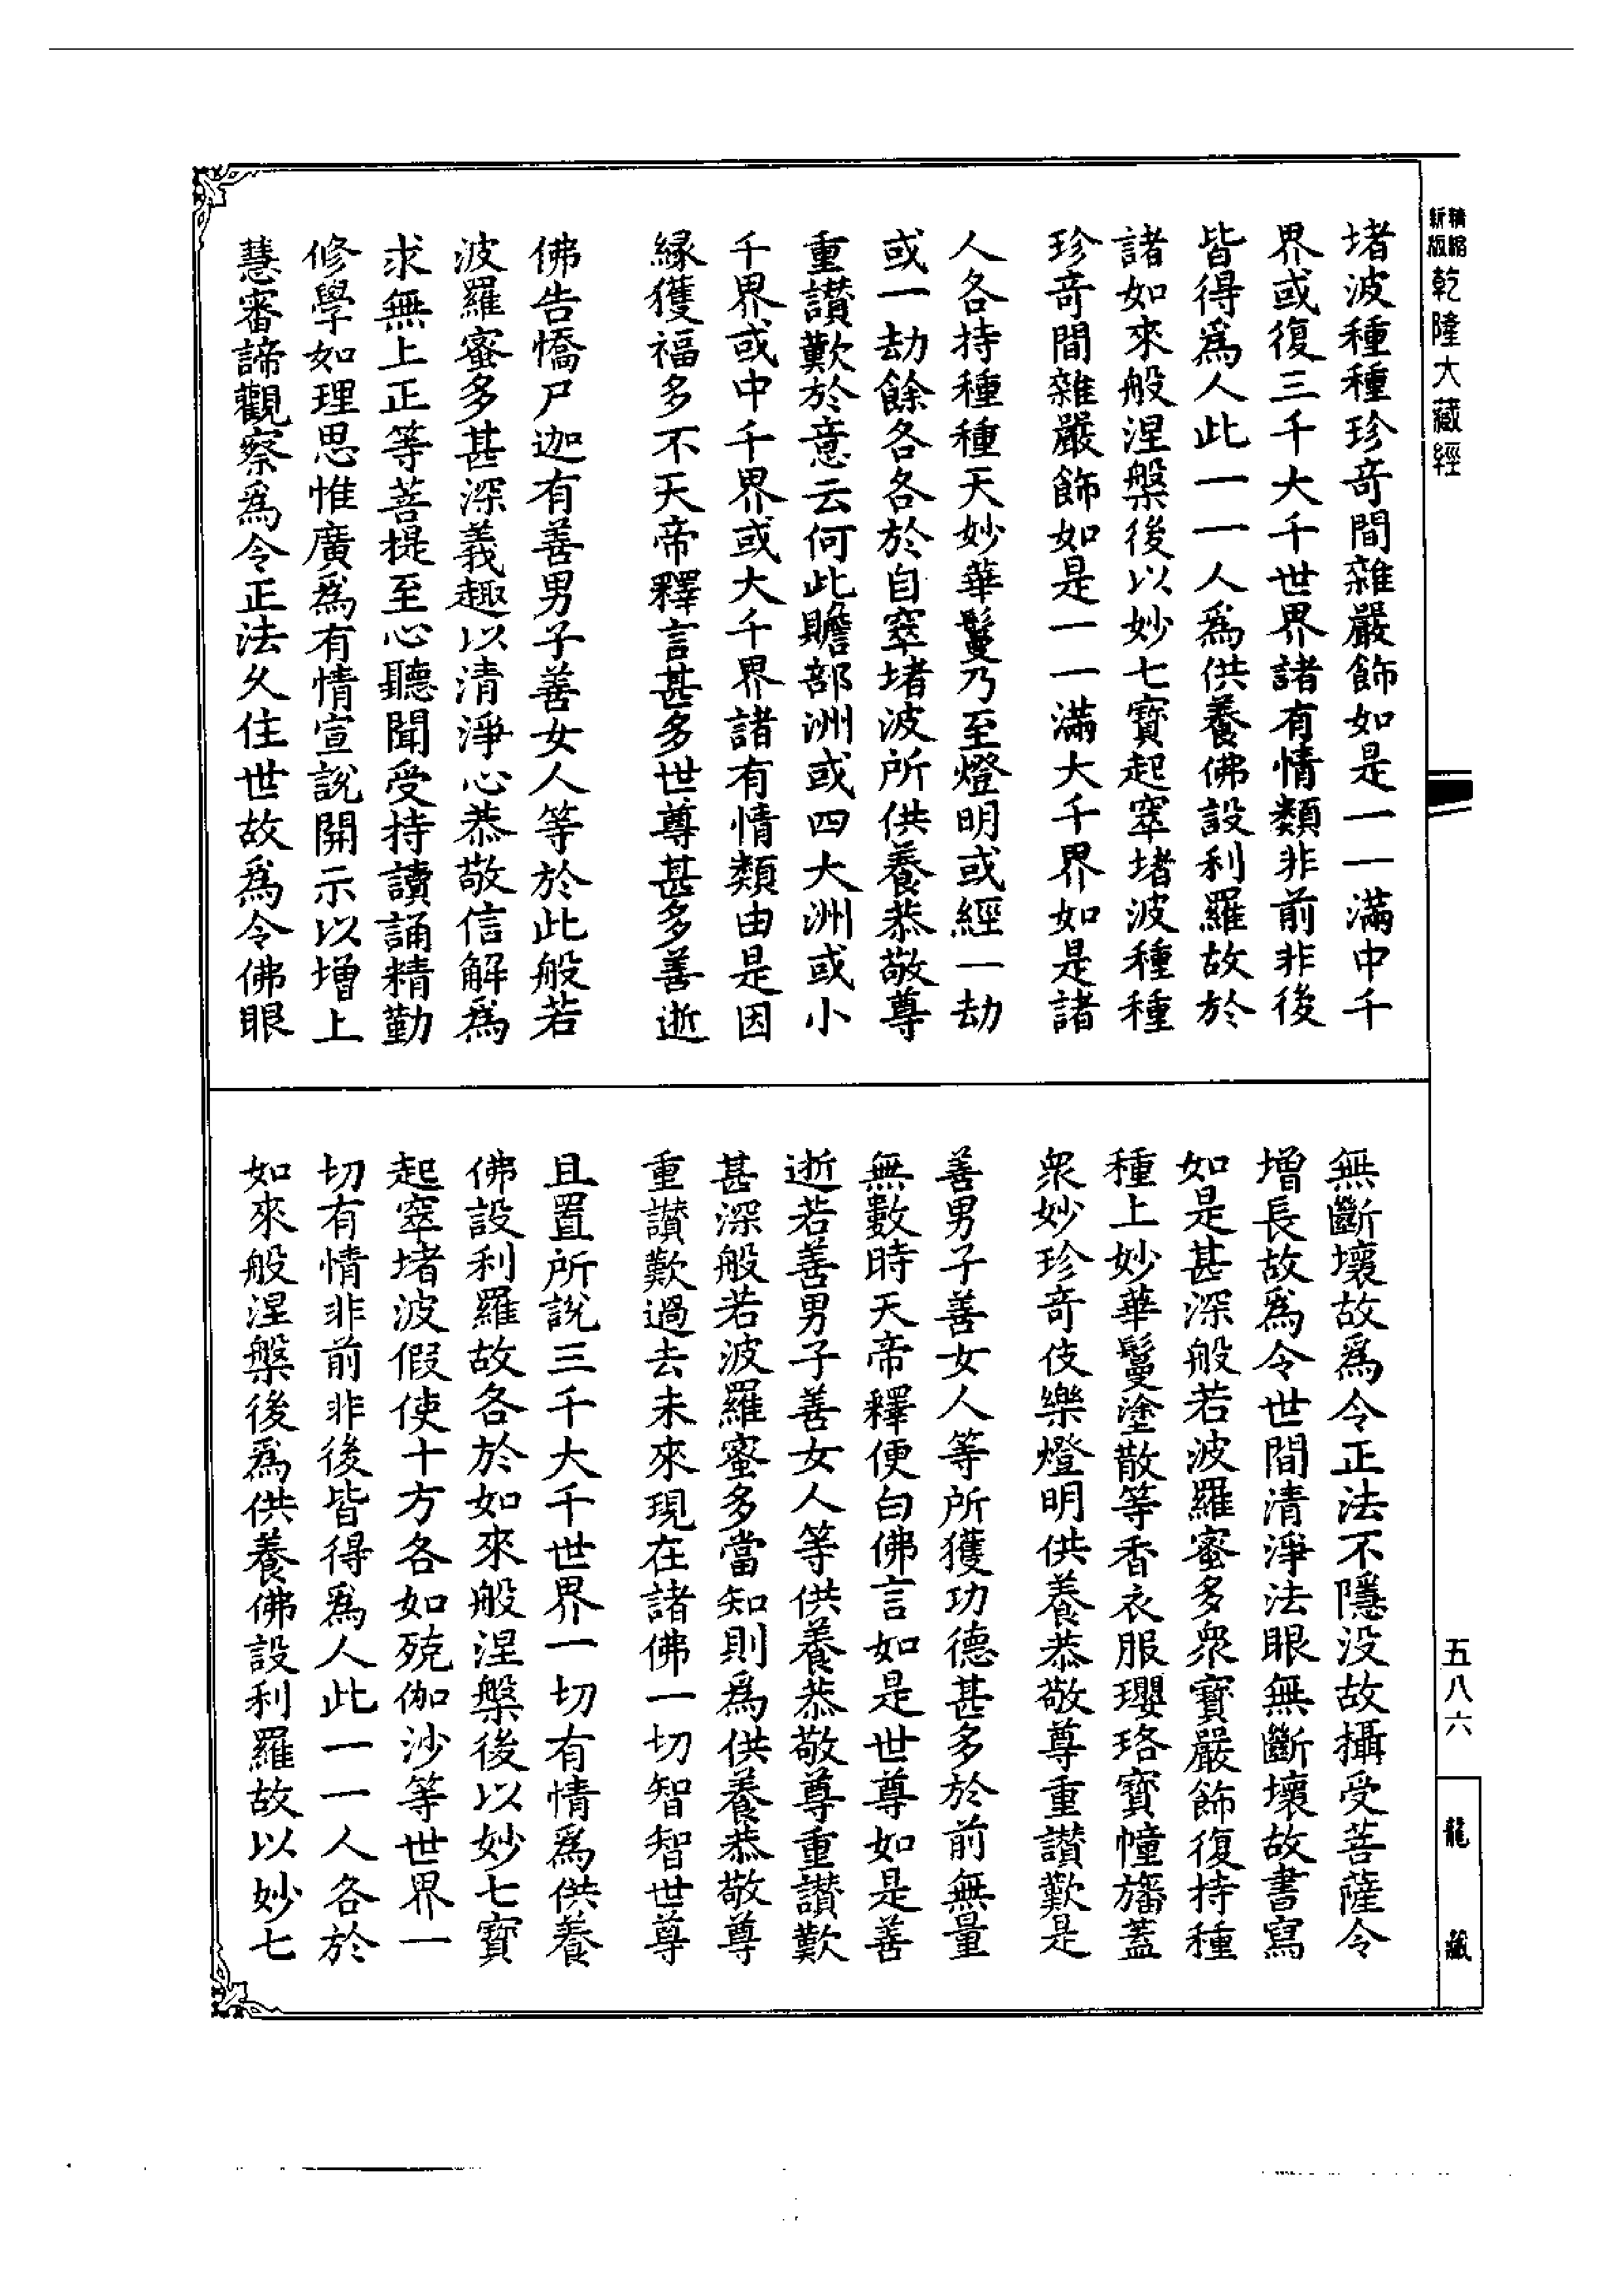 精縮新版乾隆大藏經
堵波種種珍奇間雜嚴飾如是一一滿中千
界或復三千大千世界諸有情類非前非後
皆得爲人此一一人爲供養佛設利羅故於
諸如來般涅槃後以妙七寶起窣堵波種種
珍奇間雜嚴飾如是一一滿大千界如是諸
人各持種種天妙華鬘乃至燈明或經一劫
或一劫餘各各於自窣堵波所供養恭敬尊
重讚歎於意云何此贍部洲或四大洲或小
千界或中千界或大千界諸有情類由是因
緣獲福多不天帝釋言甚多世尊甚多善逝
佛告憍尸迦有善男子善女人等於此般若
波羅蜜多甚深義趣以清淨心恭敬信解爲
求無上正等菩提至心聽聞受持讀誦精勤
修學如理思惟廣爲有情宣說開示以增上
慧審諦觀察爲令正法久住世故爲令佛眼
無斷壞故爲令正法不隱没故攝受菩薩令
增長故爲令世間清淨法眼無斷壞故書寫
如是甚深般若波羅蜜多衆寶嚴飾復持種
種上妙華鬘塗散等香衣服瓔珞寶幢旛蓋
衆妙珍奇伎樂燈明供養恭敬尊重讚歎是
善男子善女人等所獲功德甚多於前無量
無數時天帝釋便白佛言如是世尊如是善
逝若善男子善女人等供養恭敬尊重讚歎
甚深般若波羅蜜多當知則爲供養恭敬尊
重讚歎過去未來現在諸佛一切智智世尊
且置所說三千大千世界一切有情爲供養
佛設利羅故各於如來般涅槃後以妙七寶
起窣堵波假使十方各如殑伽沙等世界一
切有情非前非後皆得爲人此一一人各於
如來般涅槃後爲供養佛設利羅故以妙七
五八六
龍藏